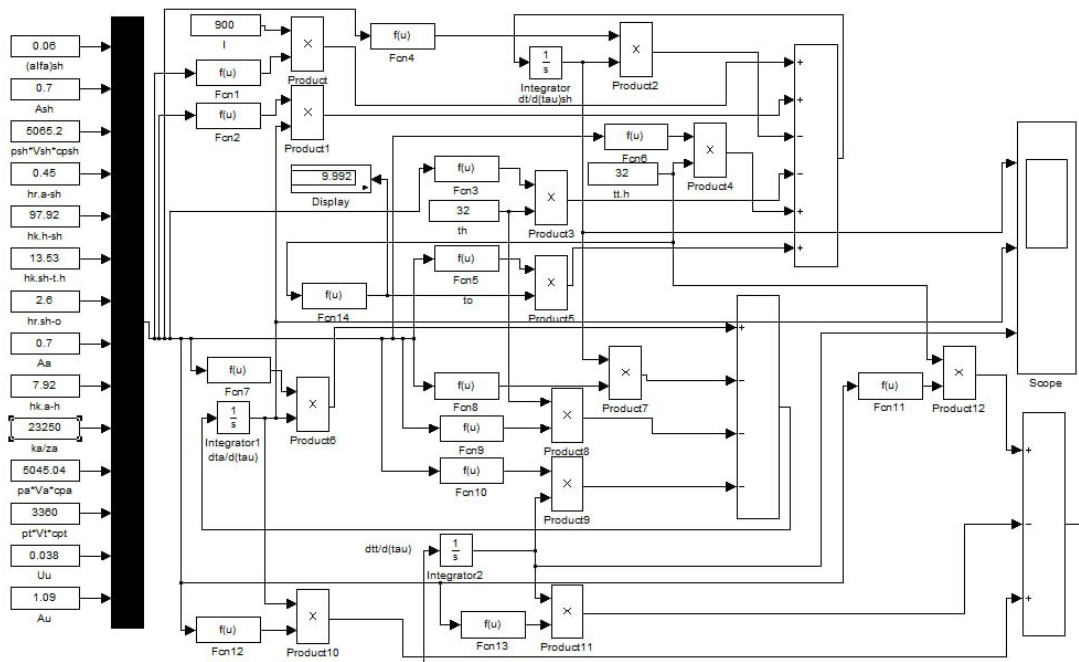 0.06
(alfa)sh
0.7
Ash
5065.2
psh*Vsh*cpsh
0.45
hr.a-sh
97.92
hk.h-sh
13.53
hk.sh-t.h
2.6
hr.sh-o
0.7
Aa
7.92
hk.a-h
23250
ka/za
5045.04
pa*Va*cpa
3360
pt*Vt*cpt
0.038
Uu
1.09
Au
900
I
f(u)
Fcn1
f(u)
Fcn2
×
Product
×
Product1
f(u)
Fcn4
1
s
Integrator
dt/d(tau)sh
×
Product2
f(u)
Fcn6
32
tt.h
×
Product4
9.992
Display
f(u)
Fcn3
32
th
×
Product3
f(u)
Fcn5
to
×
Product5
f(u)
Fcn14
+
+
−
−
+
+
f(u)
Fcn7
1
s
Integrator1
dta/d(tau)
×
Product6
f(u)
Fcn8
f(u)
Fcn9
f(u)
Fcn10
×
Product7
×
Product8
×
Product9
+
−
−
−
f(u)
Fcn11
×
Product12
Scope
dtt/d(tau)
1
s
Integrator2
f(u)
Fcn12
×
Product10
f(u)
Fcn13
×
Product11
+
−
+